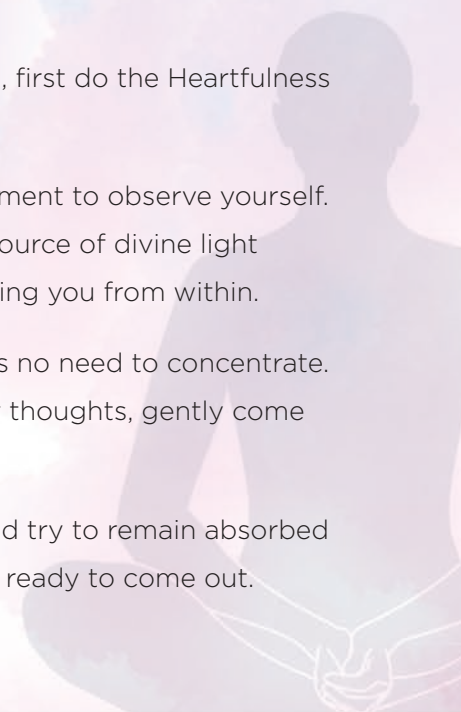 , first do the Heartfulness
ment to observe yourself.
ource of divine light
ing you from within.
s no need to concentrate.
thoughts, gently come
d try to remain absorbed
ready to come out.